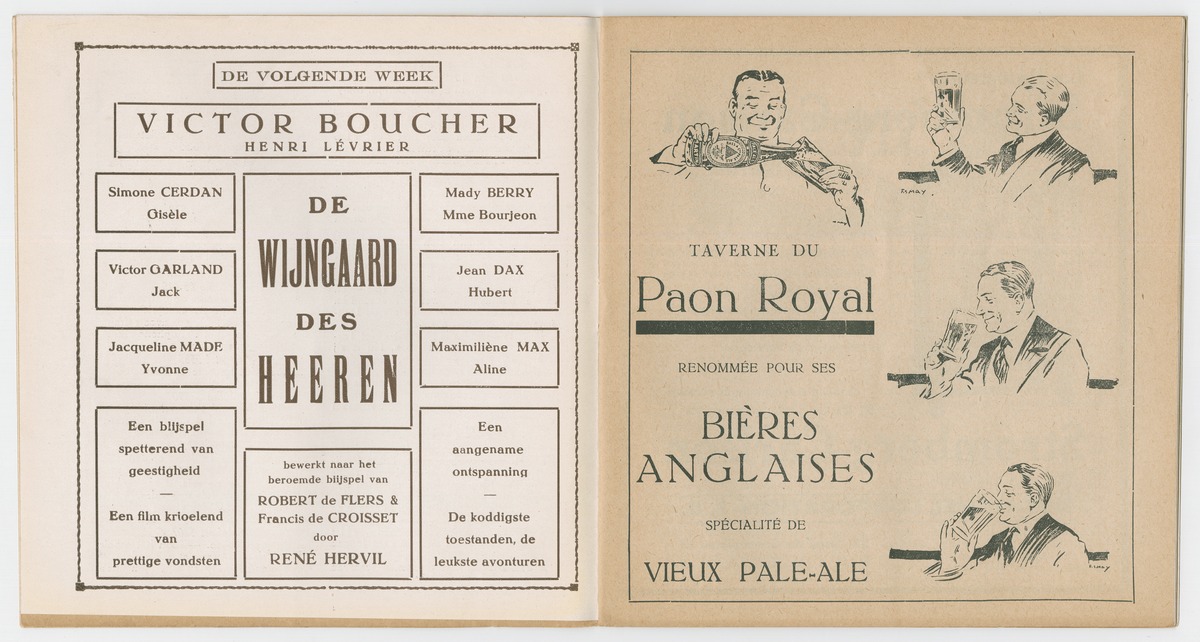 DE VOLGENDE WEEK
VICTOR BOUCHER
HENRI LÉVRIER
Simone CERDAN
Gisèle
Victor GARLAND
Jack
Jacqueline MADE
Yvonne
Een blijspel
spetterend van
geestigheid
—
Een film krioelend
van
prettige vondsten
DE
WIJNGAARD
DES
HEEREN
bewerkt naar het
beroemde blijspel van
ROBERT de FLERS &
Francis de CROISSET
door
RENÉ HERVIL
Mady BERRY
Mme Bourjeon
Jean DAX
Hubert
Maximiliène MAX
Aline
Een
aangename
ontspanning
—
De koddigste
toestanden, de
leukste avonturen
TAVERNE DU
Paon Royal
RENOMMÉE POUR SES
BIÈRES
ANGLAISES
SPÉCIALITÉ DE
VIEUX PALE-ALE